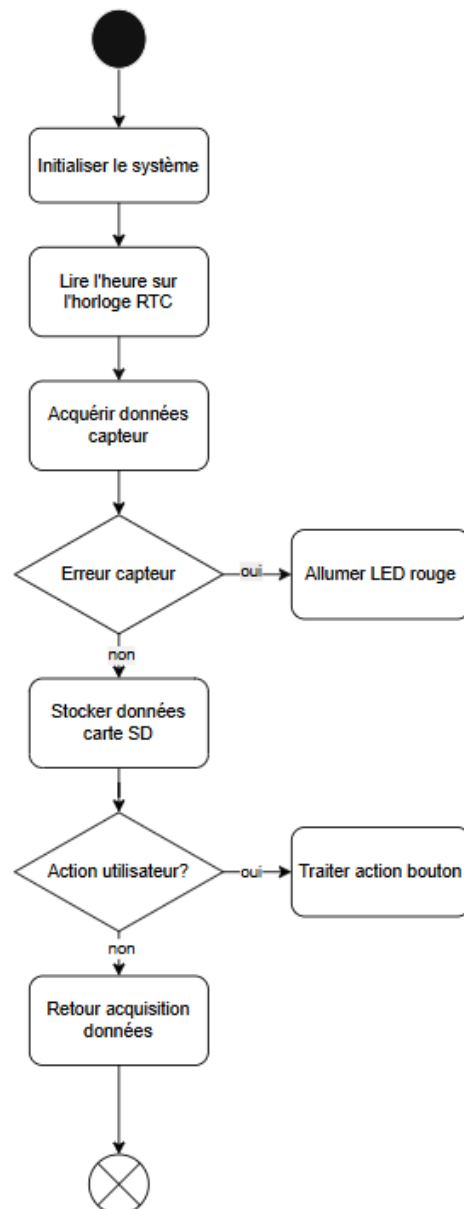 Initialiser le système
Lire l'heure sur
l'horloge RTC
Acquérir données
capteur
Erreur capteur
oui
Allumer LED rouge
non
Stocker données
carte SD
Action utilisateur?
oui
Traiter action bouton
non
Retour acquisition
données